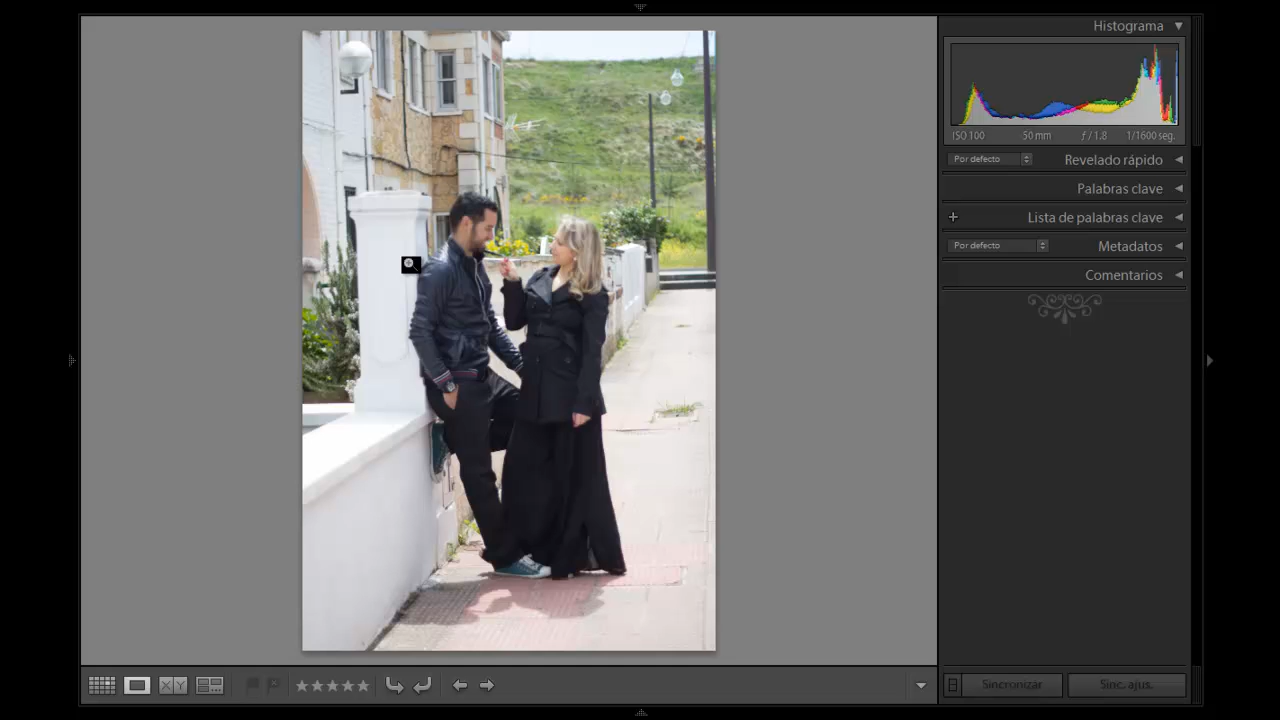 Histograma
ISO 100 50 mm ƒ / 1.8 1/1600 seg.
Por defecto Revelado rápido
Palabras clave
+ Lista de palabras clave
Por defecto Metadatos
Comentarios
XY
Sincronizar Sinc. ajus.